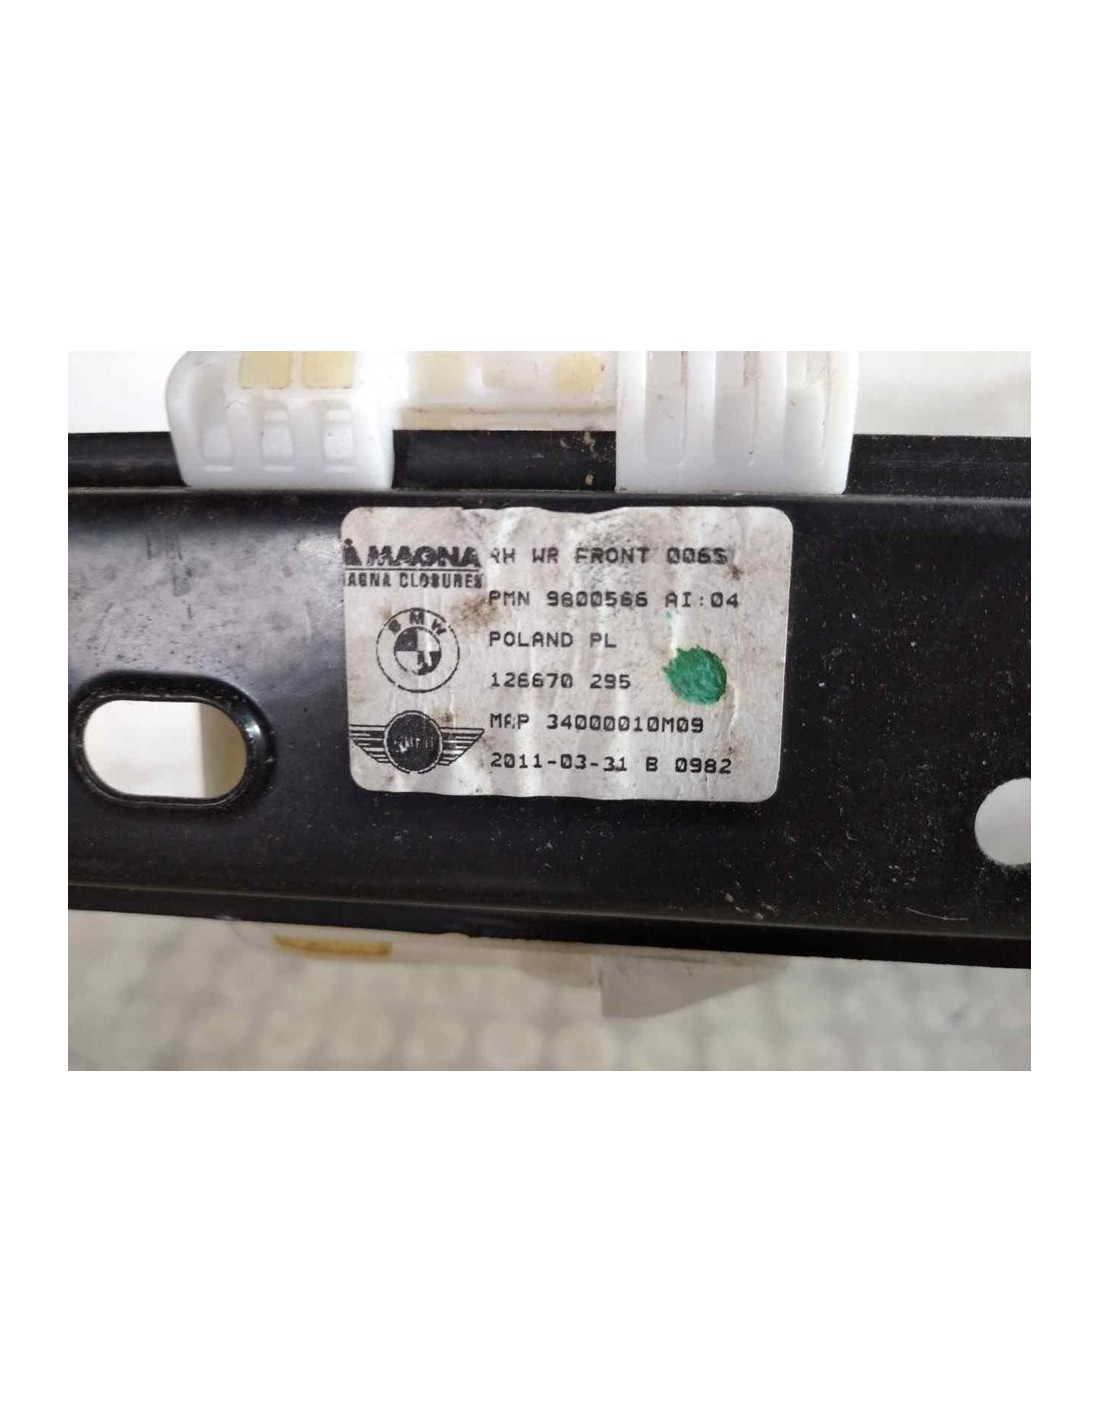 MAGNA RH WR FRONT 006S
MAGNA CLOSURES
PMN 9800566 AI:04
BMW
POLAND PL
126670 295
MAP 34000010M09
2011-03-31 B 0982